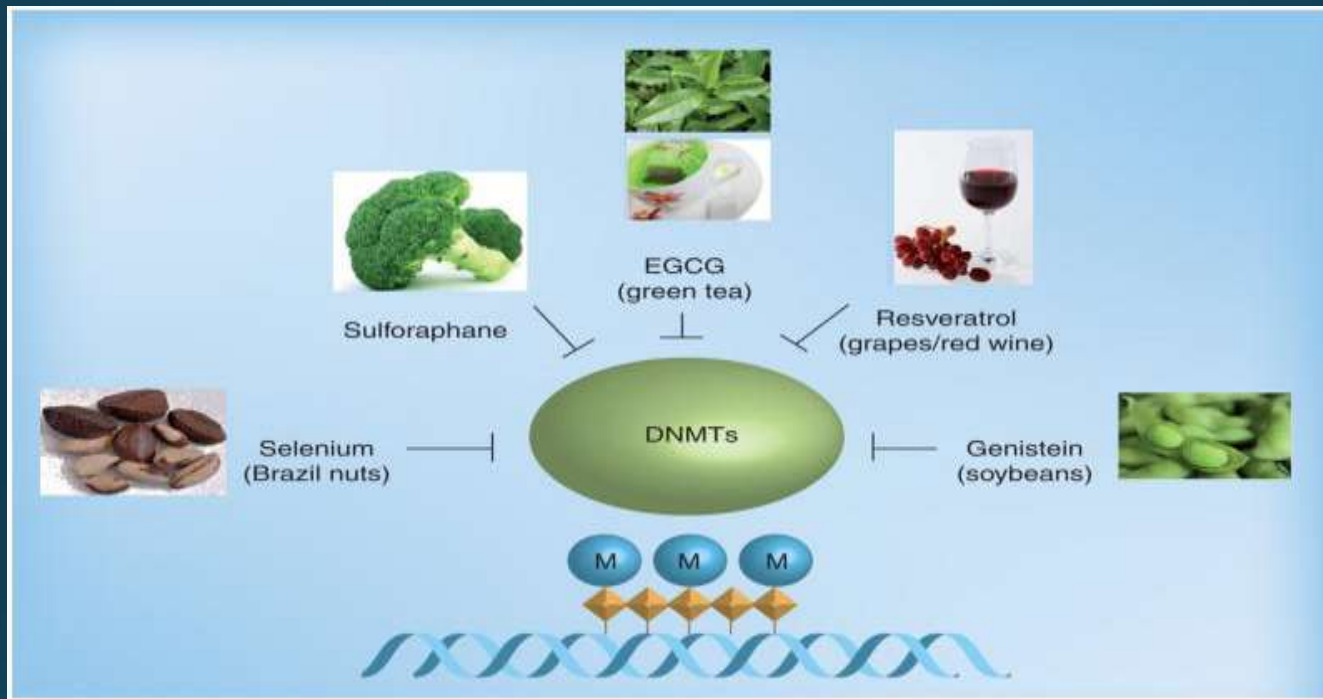 EGCG
(green tea)
Sulforaphane
Resveratrol
(grapes/red wine)
Selenium
(Brazil nuts)
DNMTs
Genistein
(soybeans)
M M M